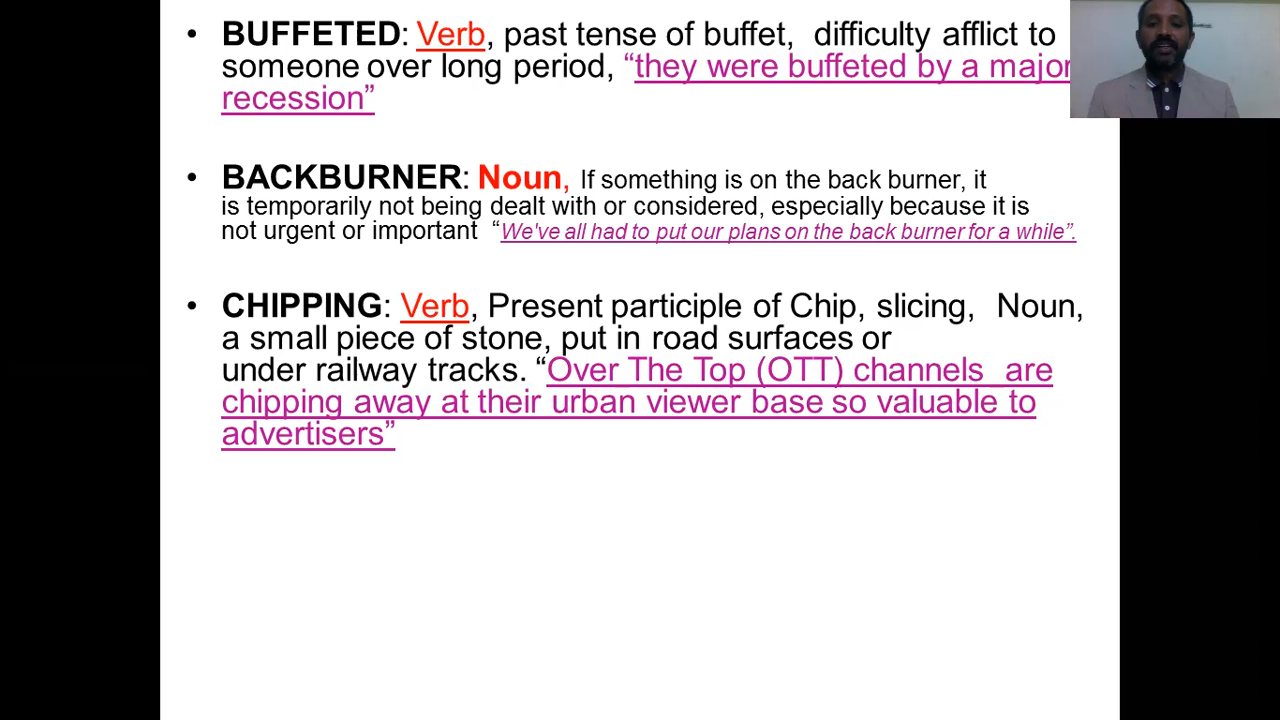 • BUFFETED: Verb, past tense of buffet, difficulty afflict to
someone over long period, “they were buffeted by a major
recession”
• BACKBURNER: Noun, If something is on the back burner, it
is temporarily not being dealt with or considered, especially because it is
not urgent or important “We've all had to put our plans on the back burner for a while”.
• CHIPPING: Verb, Present participle of Chip, slicing, Noun,
a small piece of stone, put in road surfaces or
under railway tracks. “Over The Top (OTT) channels are
chipping away at their urban viewer base so valuable to
advertisers”